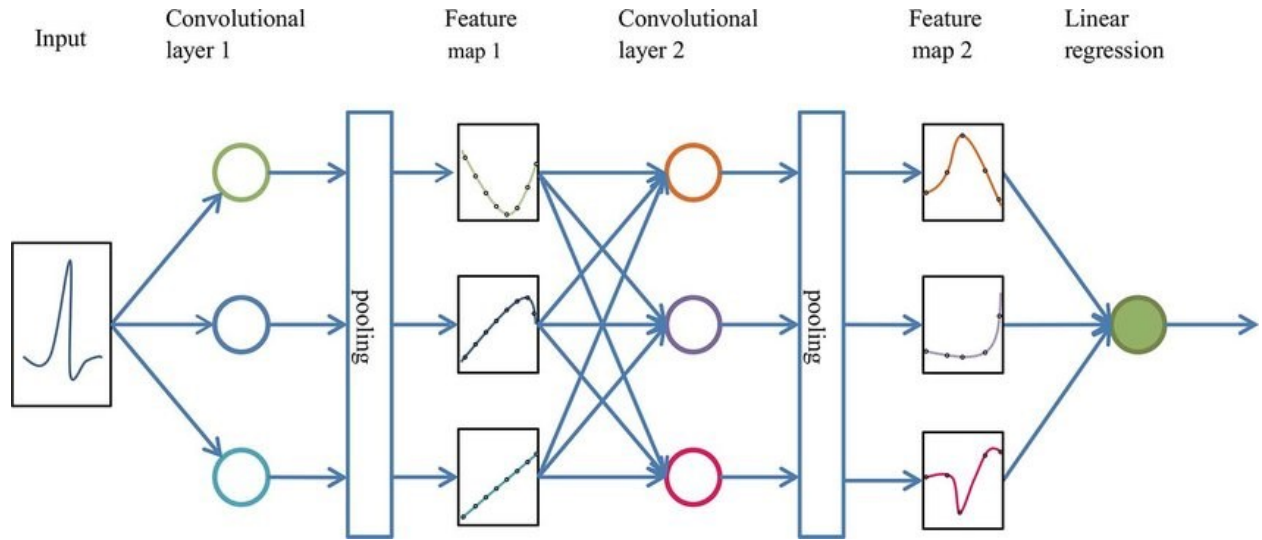 Input
Convolutional
layer 1
Feature
map 1
Convolutional
layer 2
Feature
map 2
Linear
regression
pooling
pooling